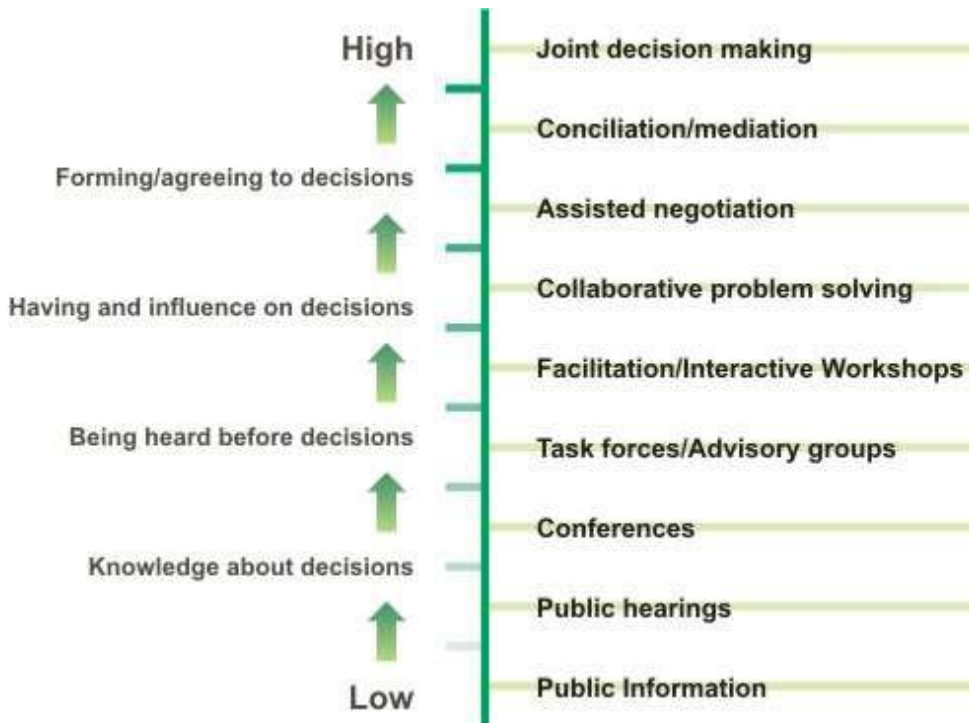 High
Forming/agreeing to decisions
Having and influence on decisions
Being heard before decisions
Knowledge about decisions
Low
Joint decision making
Conciliation/mediation
Assisted negotiation
Collaborative problem solving
Facilitation/Interactive Workshops
Task forces/Advisory groups
Conferences
Public hearings
Public Information